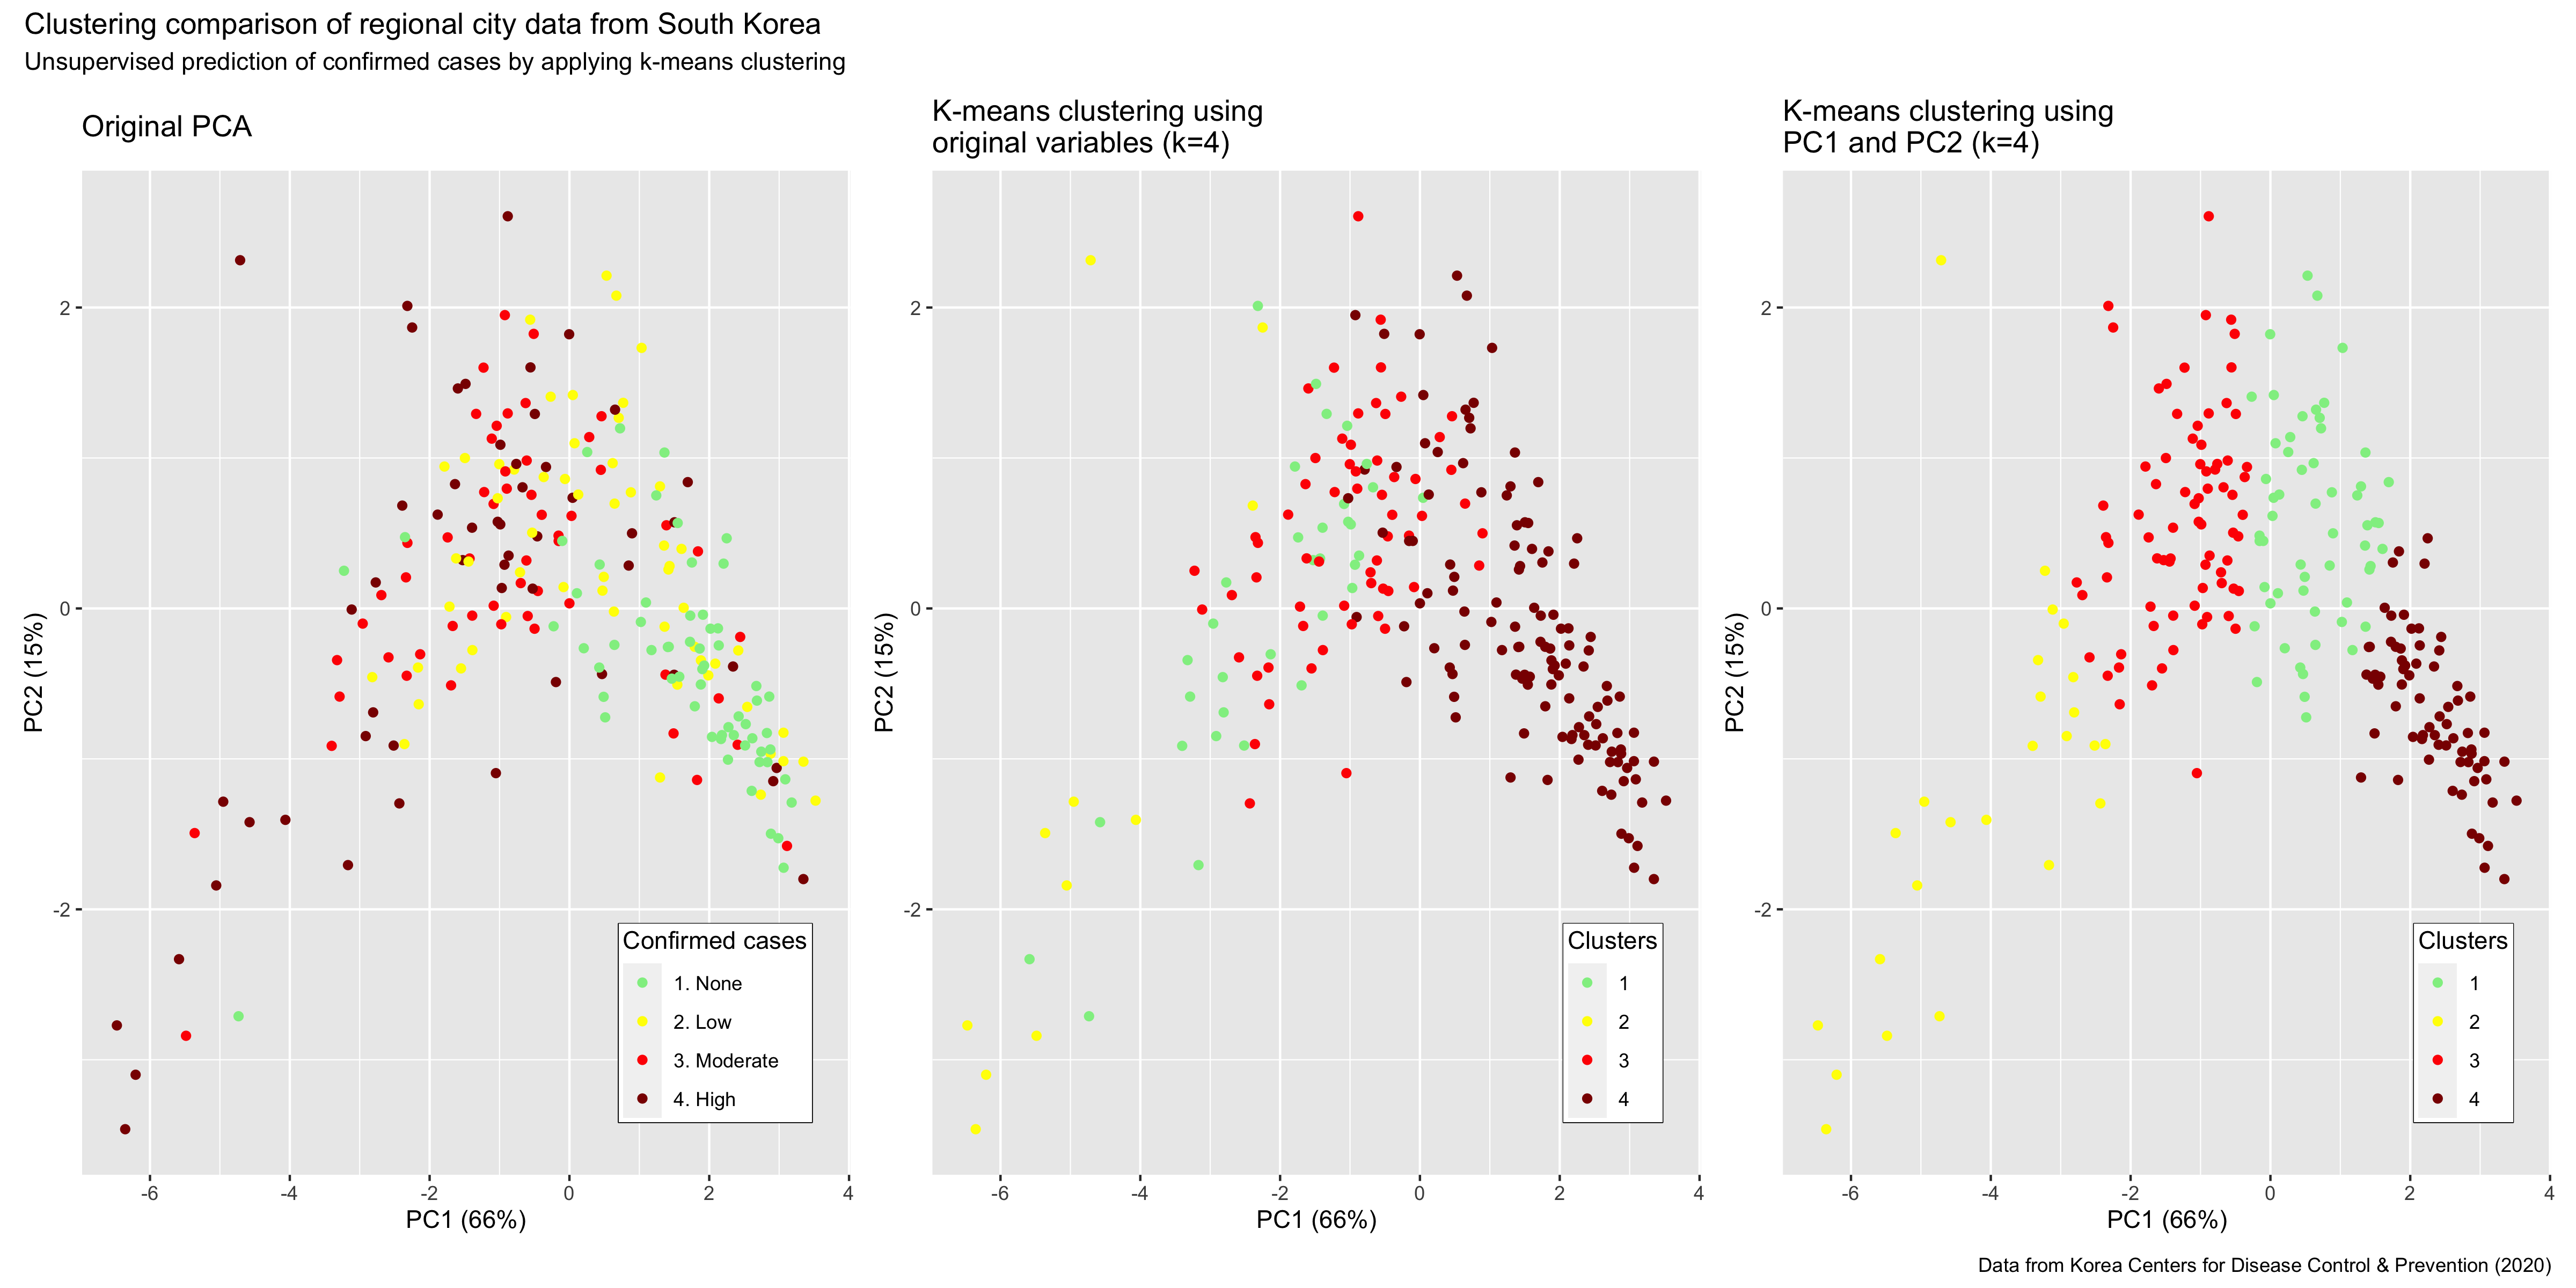 Clustering comparison of regional city data from South Korea
Unsupervised prediction of confirmed cases by applying k-means clustering
Original PCA
2
0
-2
PC2 (15%)
-6 -4 -2 0 2 4
PC1 (66%)
Confirmed cases
1. None
2. Low
3. Moderate
4. High
K-means clustering using
original variables (k=4)
2
0
-2
PC2 (15%)
-6 -4 -2 0 2 4
PC1 (66%)
Clusters
1
2
3
4
K-means clustering using
PC1 and PC2 (k=4)
2
0
-2
PC2 (15%)
-6 -4 -2 0 2 4
PC1 (66%)
Clusters
1
2
3
4
Data from Korea Centers for Disease Control & Prevention (2020)